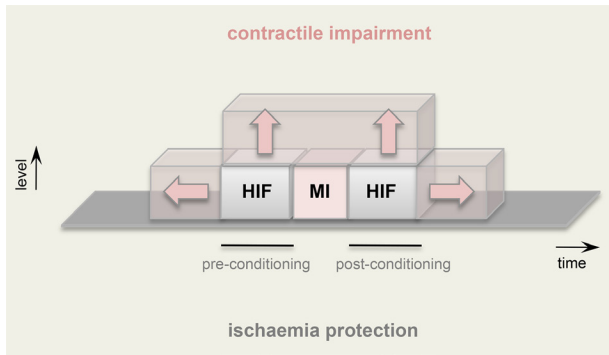 contractile impairment
level
HIF MI HIF
pre-conditioning post-conditioning
time
ischaemia protection